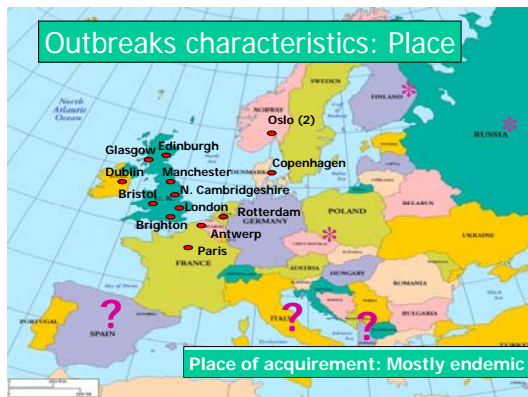 Outbreaks characteristics: Place
SWEDEN
FINLAND
*
North
Atlantic
Ocean
NORWAY
RUSSIA
*
Oslo (2)
Glasgow
Edinburgh
Dublin
Manchester
DENMARK
Copenhagen
N. Cambridgeshire
Bristol
London
Rotterdam
BELARUS
Brighton
GERMANY
POLAND
Antwerp
*
UKRAINE
Paris
FRANCE
AUSTRIA
HUNGARY
ROMANIA
PORTUGAL
SPAIN
?
ITALY
?
?
BULGARIA
Place of acquirement: Mostly endemic